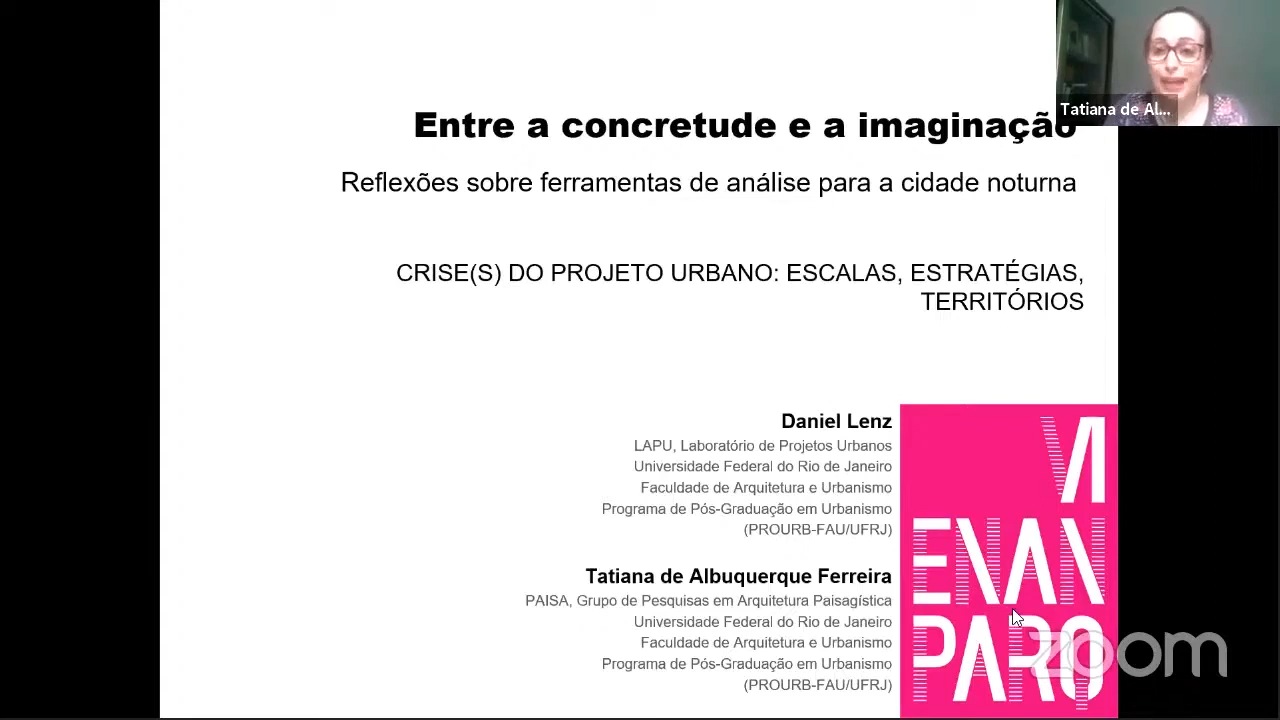 Entre a concretude e a imaginação
Tatiana de Al...
Reflexões sobre ferramentas de análise para a cidade noturna
CRISE(S) DO PROJETO URBANO: ESCALAS, ESTRATÉGIAS,
TERRITÓRIOS
Daniel Lenz
LAPU, Laboratório de Projetos Urbanos
Universidade Federal do Rio de Janeiro
Faculdade de Arquitetura e Urbanismo
Programa de Pós-Graduação em Urbanismo
(PROURB-FAU/UFRJ)
Tatiana de Albuquerque Ferreira
PAISA, Grupo de Pesquisas em Arquitetura Paisagística
Universidade Federal do Rio de Janeiro
Faculdade de Arquitetura e Urbanismo
Programa de Pós-Graduação em Urbanismo
(PROURB-FAU/UFRJ)
VI
ENAN
PARQ
zoom